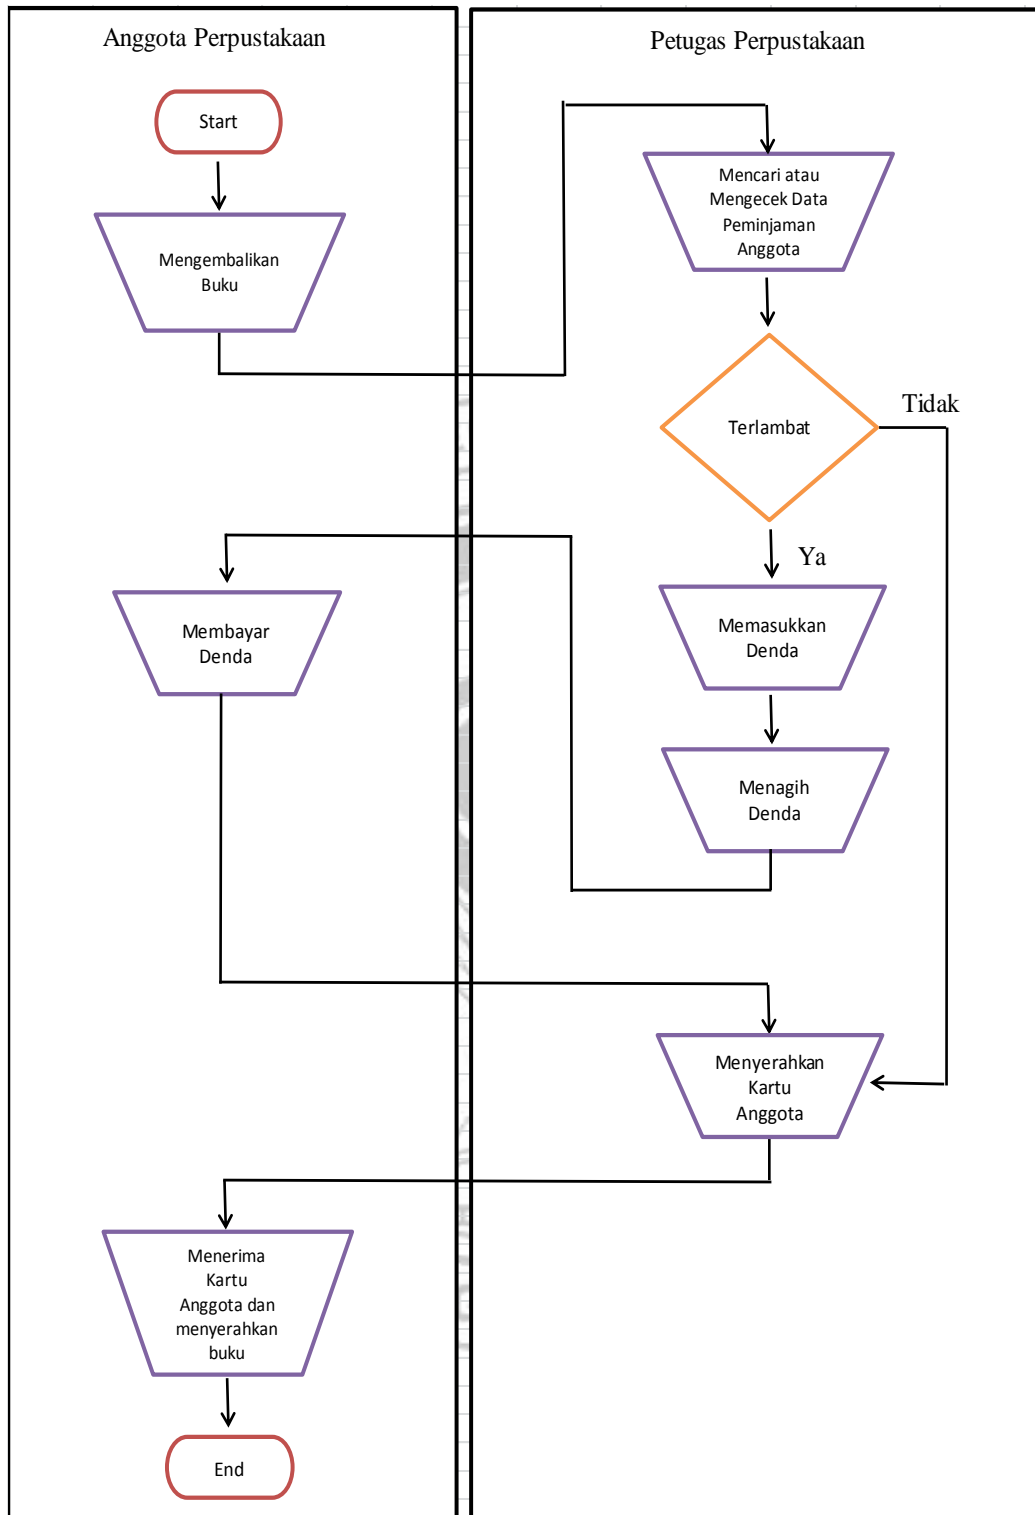 Anggota Perpustakaan
Petugas Perpustakaan
Start
Mengembalikan
Buku
Mencari atau
Mengecek Data
Peminjaman
Anggota
Terlambat
Tidak
Ya
Memasukkan
Denda
Menagih
Denda
Membayar
Denda
Menyerahkan
Kartu
Anggota
Menerima
Kartu
Anggota dan
menyerahkan
buku
End